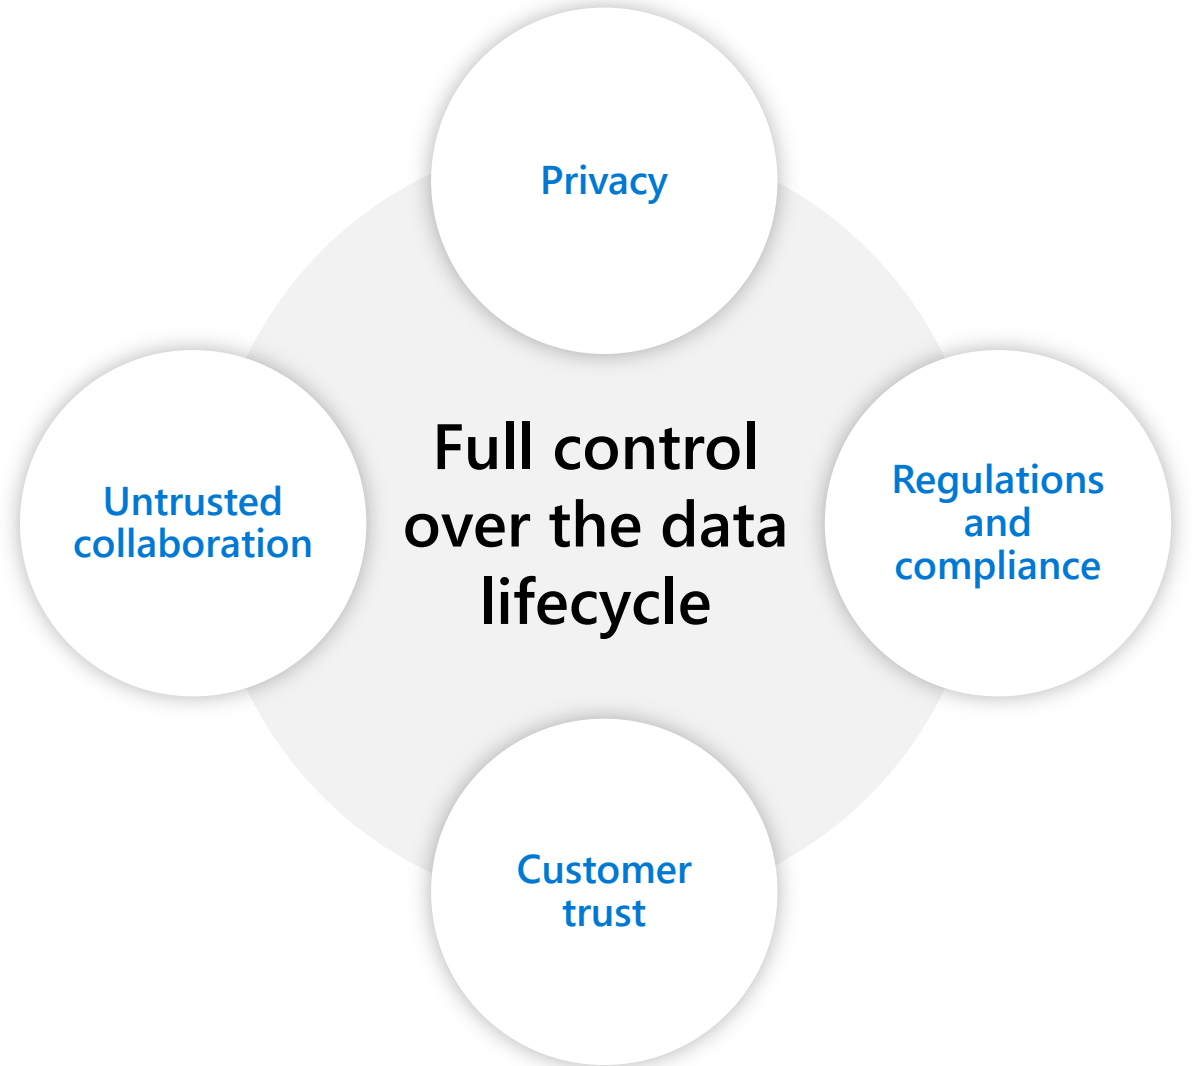 Privacy
Full control
over the data
lifecycle
Untrusted
collaboration
Regulations
and
compliance
Customer
trust